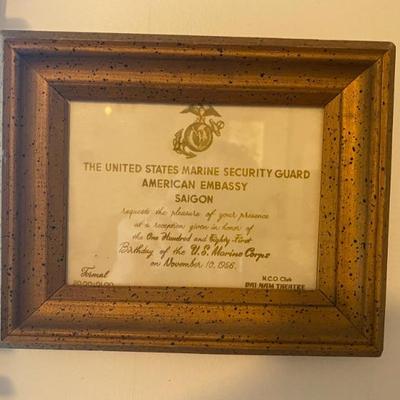 THE UNITED STATES MARINE SECURITY GUARD
AMERICAN EMBASSY
SAIGON
requests the pleasure of your presence
at a reception given in honor of
the One Hundred and Eighty First
Birthday of the U.S. Marine Corps
on November 10, 1956.
Formal
N.C.O. Club
THEATRE